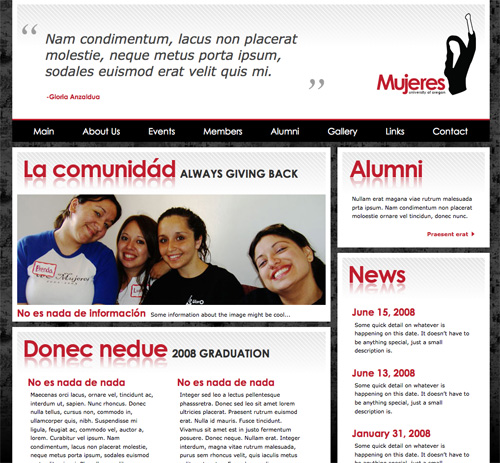 “ Nam condimentum, lacus non placerat
molestie, neque metus porta ipsum,
sodales euismod erat velit quis mi. ”
-Gloria Anzaldua
Mujeres
university of oregon
Main About Us Events Members Alumni Gallery Links Contact
La comunidád ALWAYS GIVING BACK
Mujeres
No es nada de información Some information about the image might be cool...
Donec nedue 2008 GRADUATION
No es nada de nada
Maecenas orci lacus, ornare vel, tincidunt ac,
interdum ut, sapien. Nunc rhoncus. Donec
nulla tellus, cursus non, commodo in,
ullamcorper quis, nibh. Suspendisse mi
ligula, feugiat ac, commodo vel, auctor a,
lorem. Curabitur vel ipsum. Nam
condimentum, lacus non placerat molestie,
neque metus porta ipsum, sodales euismod
No es nada de nada
Integer sed leo a lectus pellentesque
phasssretra. Donec sed leo sit amet lorem
ultricies placerat. Praesent rutrum euismod
erat. Nulla id mauris. Fusce tincidunt.
Vivamus sit amet est in justo fermentum
posuere. Donec neque. Nullam erat. Integer
interdum, magna vitae rutrum malesuada,
purus sem rhoncus velit, quis iaculis metus
Alumni
Nullam erat magana viae rutrum malesuada
prta ipsum. Nam condimentum non placerat
moloestie ornare vel tincidun, donec nunc.
Praesent erat
News
June 15, 2008
Some quick detail on whatever is
happening on this date. It doesn't have to
be anything special, just a small
description is.
June 13, 2008
Some quick detail on whatever is
happening on this date. It doesn't have to
be anything special, just a small
description is.
January 31, 2008
Some quick detail on whatever is
happening on this date. It doesn't have to
be anything special, just a small